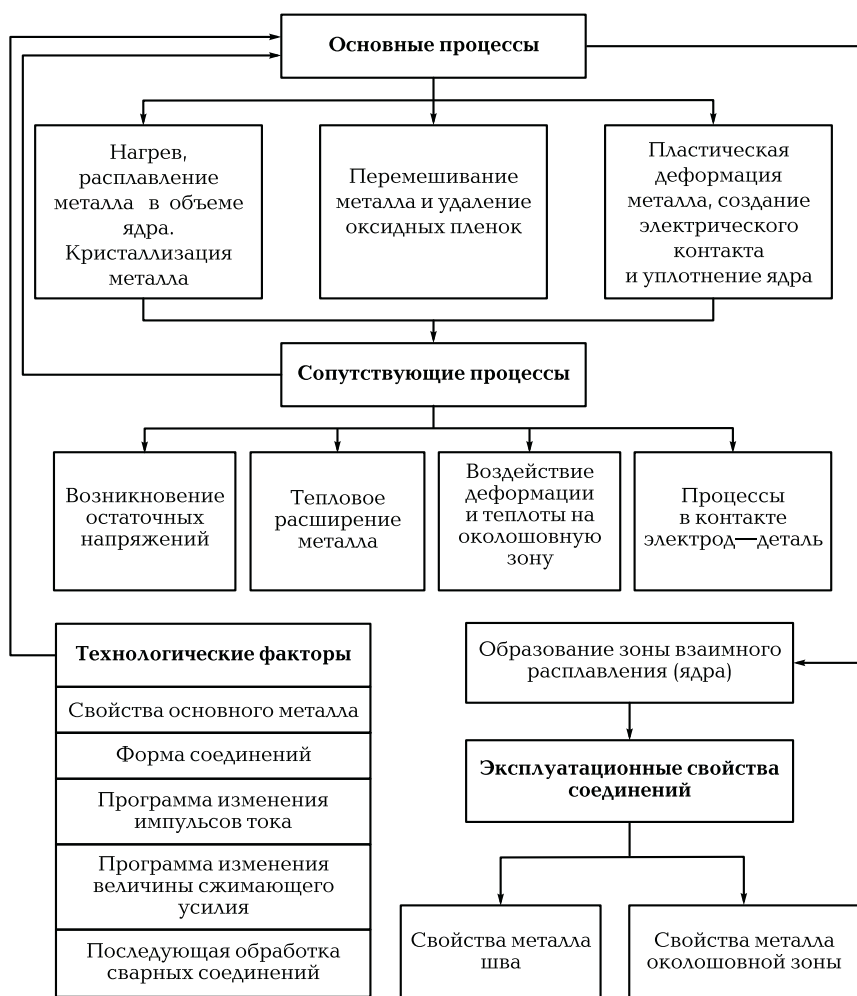 Основные процессы
Нагрев,
расплавление
металла в объеме
ядра.
Кристаллизация
металла
Перемешивание
металла и удаление
оксидных пленок
Пластическая
деформация
металла, создание
электрического
контакта
и уплотнение ядра
Сопутствующие процессы
Возникновение
остаточных
напряжений
Тепловое
расширение
металла
Воздействие
деформации
и теплоты на
околошовную
зону
Процессы
в контакте
электрод—деталь
Технологические факторы
Свойства основного металла
Форма соединений
Программа изменения
импульсов тока
Программа изменения
величины сжимающего
усилия
Последующая обработка
сварных соединений
Образование зоны взаимного
расплавления (ядра)
Эксплуатационные свойства
соединений
Свойства металла
шва
Свойства металла
околошовной зоны